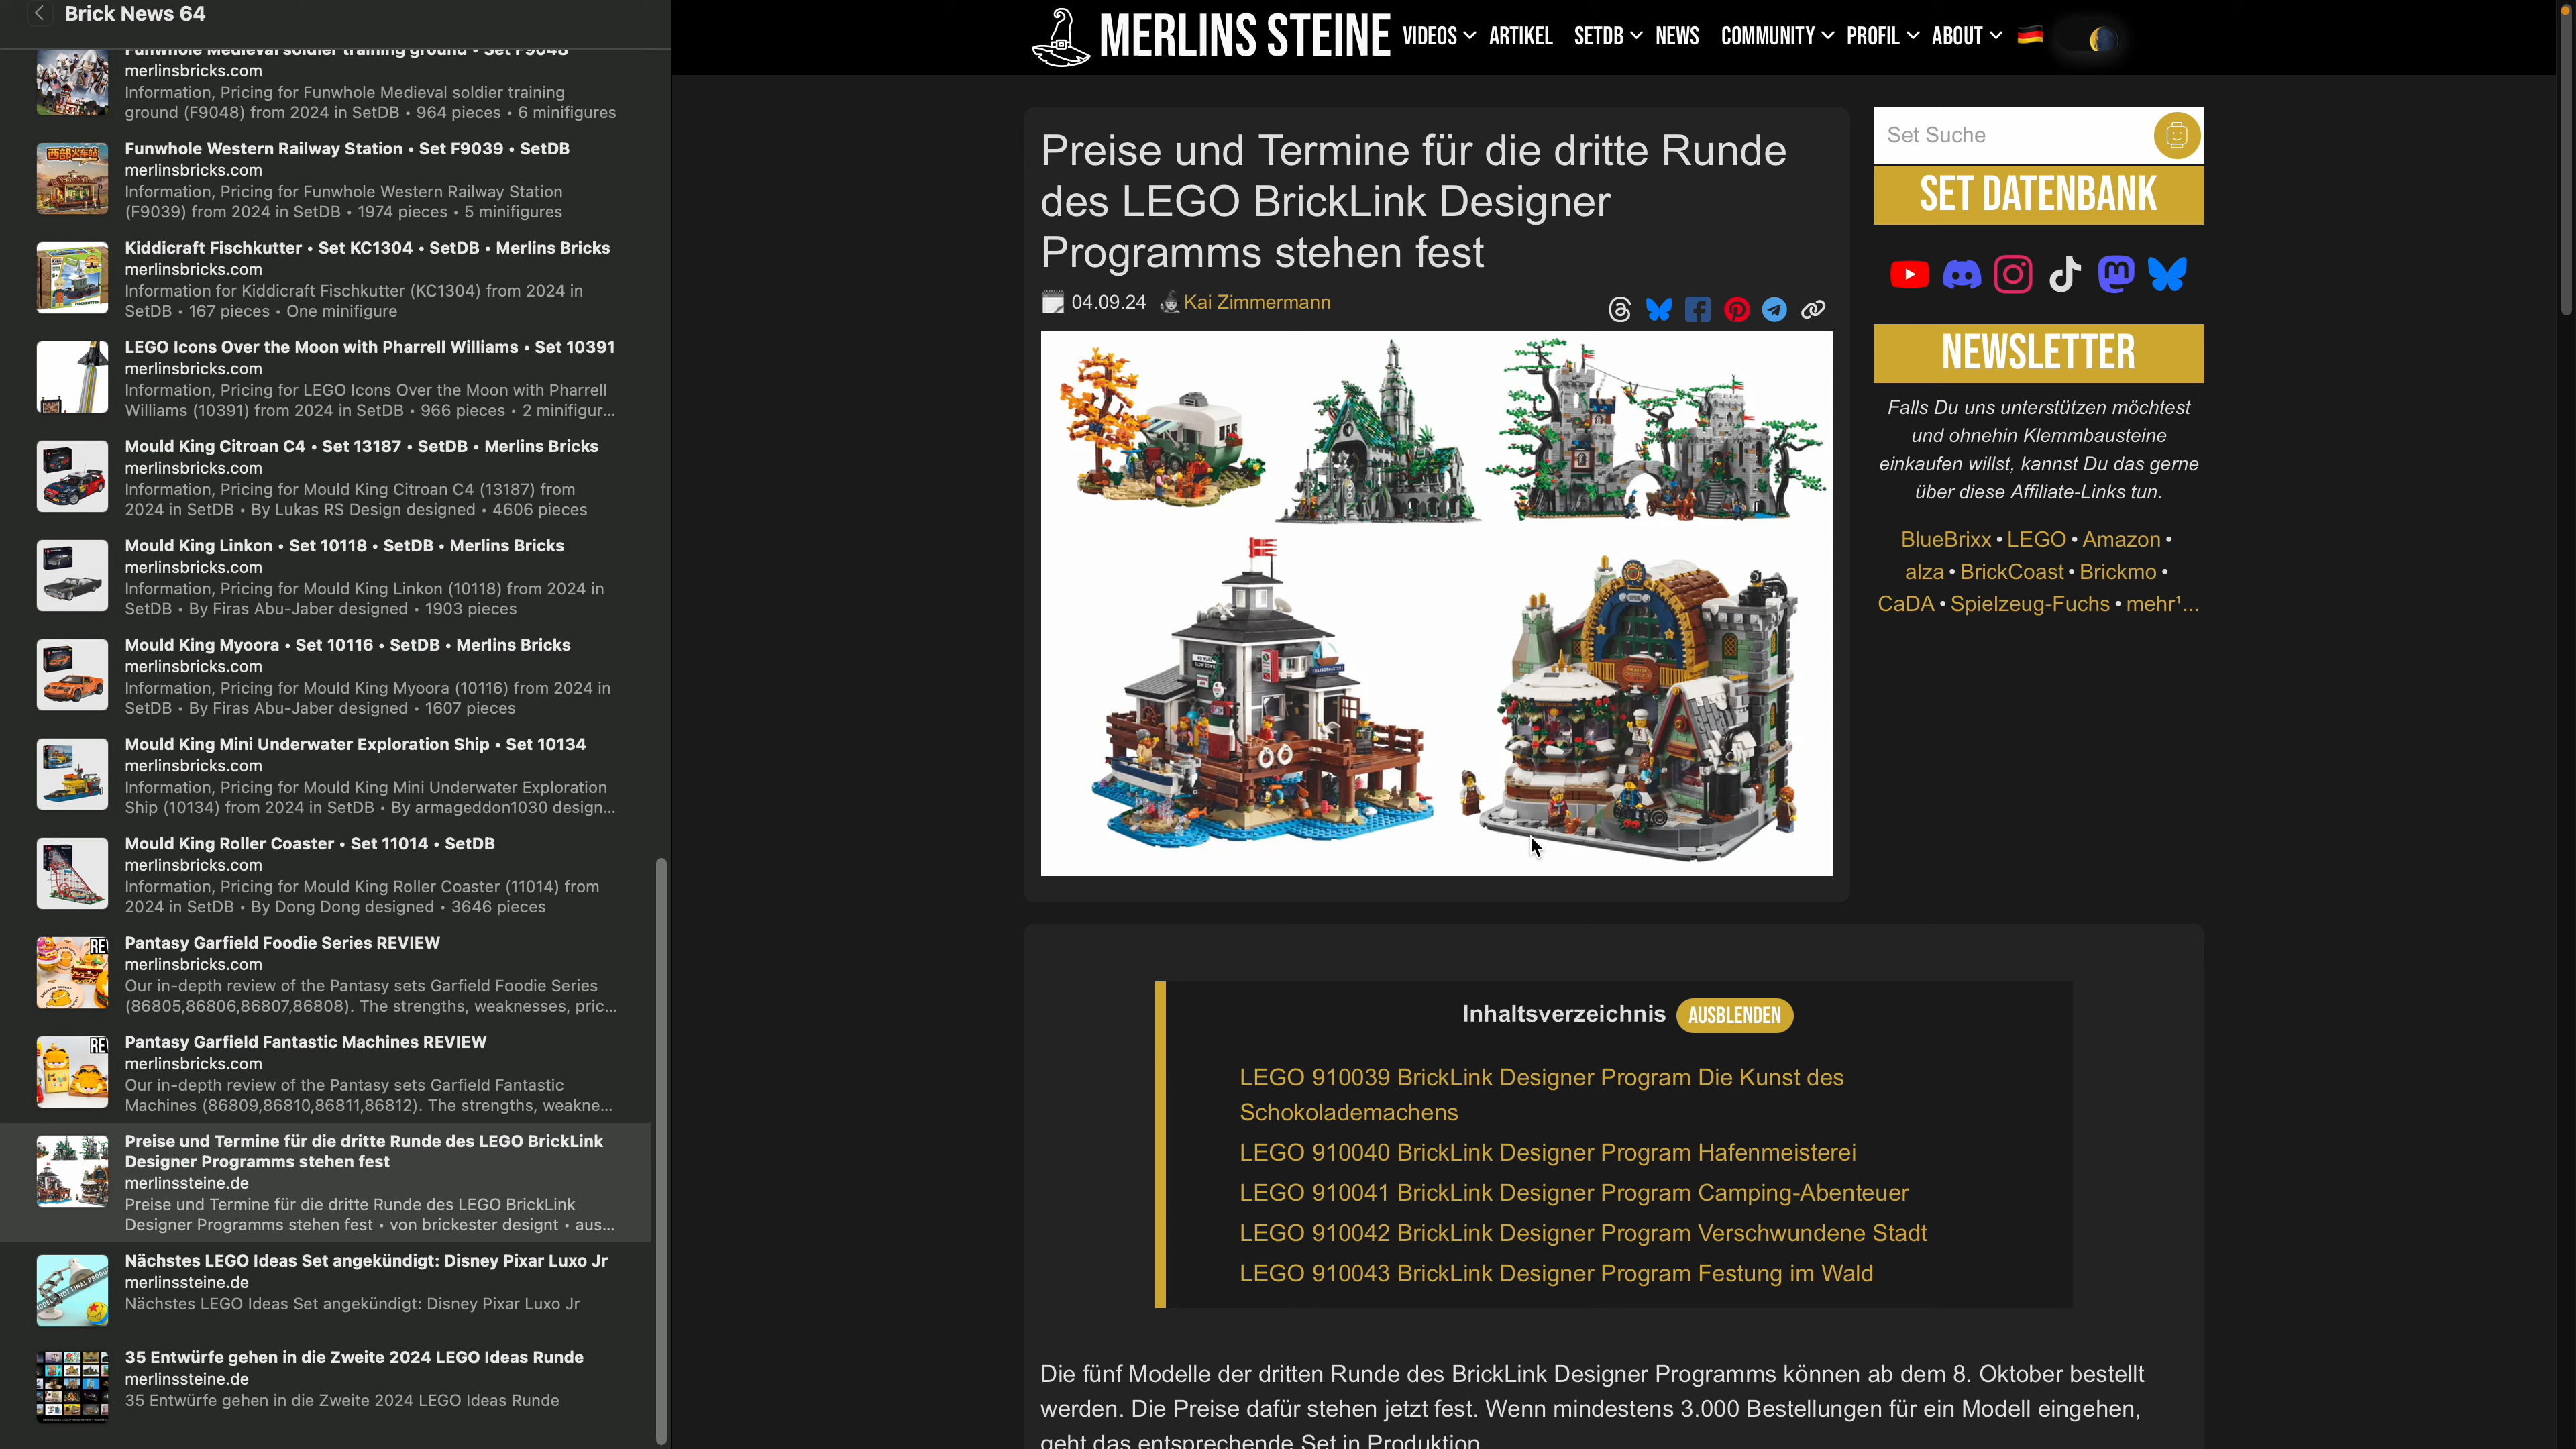 Brick News 64
Funwhole Medieval soldier training ground • Set F9048
merlinsbricks.com
Information, Pricing for Funwhole Medieval soldier training
ground (F9048) from 2024 in SetDB • 964 pieces • 6 minifigures
Funwhole Western Railway Station • Set F9039 • SetDB
merlinsbricks.com
Information, Pricing for Funwhole Western Railway Station
(F9039) from 2024 in SetDB • 1974 pieces • 5 minifigures
Kiddicraft Fischkutter • Set KC1304 • SetDB • Merlins Bricks
merlinsbricks.com
Information for Kiddicraft Fischkutter (KC1304) from 2024 in
SetDB • 167 pieces • One minifigure
LEGO Icons Over the Moon with Pharrell Williams • Set 10391
merlinsbricks.com
Information, Pricing for LEGO Icons Over the Moon with Pharrell
Williams (10391) from 2024 in SetDB • 966 pieces • 2 minifigur...
Mould King Citroan C4 • Set 13187 • SetDB • Merlins Bricks
merlinsbricks.com
Information, Pricing for Mould King Citroan C4 (13187) from
2024 in SetDB • By Lukas RS Design designed • 4606 pieces
Mould King Linkon • Set 10118 • SetDB • Merlins Bricks
merlinsbricks.com
Information, Pricing for Mould King Linkon (10118) from 2024 in
SetDB • By Firas Abu-Jaber designed • 1903 pieces
Mould King Myoora • Set 10116 • SetDB • Merlins Bricks
merlinsbricks.com
Information, Pricing for Mould King Myoora (10116) from 2024 in
SetDB • By Firas Abu-Jaber designed • 1607 pieces
Mould King Mini Underwater Exploration Ship • Set 10134
merlinsbricks.com
Information, Pricing for Mould King Mini Underwater Exploration
Ship (10134) from 2024 in SetDB • By armageddon1030 design...
Mould King Roller Coaster • Set 11014 • SetDB
merlinsbricks.com
Information, Pricing for Mould King Roller Coaster (11014) from
2024 in SetDB • By Dong Dong designed • 3646 pieces
Pantasy Garfield Foodie Series REVIEW
merlinsbricks.com
Our in-depth review of the Pantasy sets Garfield Foodie Series
(86805,86806,86807,86808). The strengths, weaknesses, pric...
Pantasy Garfield Fantastic Machines REVIEW
merlinsbricks.com
Our in-depth review of the Pantasy sets Garfield Fantastic
Machines (86809,86810,86811,86812). The strengths, weakne...
Preise und Termine für die dritte Runde des LEGO BrickLink
Designer Programms stehen fest
merlinssteine.de
Preise und Termine für die dritte Runde des LEGO BrickLink
Designer Programms stehen fest • von brickester designt • aus...
Nächstes LEGO Ideas Set angekündigt: Disney Pixar Luxo Jr
merlinssteine.de
Nächstes LEGO Ideas Set angekündigt: Disney Pixar Luxo Jr
35 Entwürfe gehen in die Zweite 2024 LEGO Ideas Runde
merlinssteine.de
35 Entwürfe gehen in die Zweite 2024 LEGO Ideas Runde
MERLINS STEINE VIDEOS ARTIKEL SETDB NEWS COMMUNITY PROFIL ABOUT
Preise und Termine für die dritte Runde
des LEGO BrickLink Designer
Programms stehen fest
04.09.24 Kai Zimmermann
Set Suche
SET DATENBANK
NEWSLETTER
Falls Du uns unterstützen möchtest
und ohnehin Klemmbausteine
einkaufen willst, kannst Du das gerne
über diese Affiliate-Links tun.
BlueBrixx • LEGO • Amazon •
alza • BrickCoast • Brickmo •
CaDA • Spielzeug-Fuchs • mehr¹...
Inhaltsverzeichnis AUSBLENDEN
LEGO 910039 BrickLink Designer Program Die Kunst des
Schokolademachens
LEGO 910040 BrickLink Designer Program Hafenmeisterei
LEGO 910041 BrickLink Designer Program Camping-Abenteuer
LEGO 910042 BrickLink Designer Program Verschwundene Stadt
LEGO 910043 BrickLink Designer Program Festung im Wald
Die fünf Modelle der dritten Runde des BrickLink Designer Programms können ab dem 8. Oktober bestellt
werden. Die Preise dafür stehen jetzt fest. Wenn mindestens 3.000 Bestellungen für ein Modell eingehen,
geht das entsprechende Set in Produktion